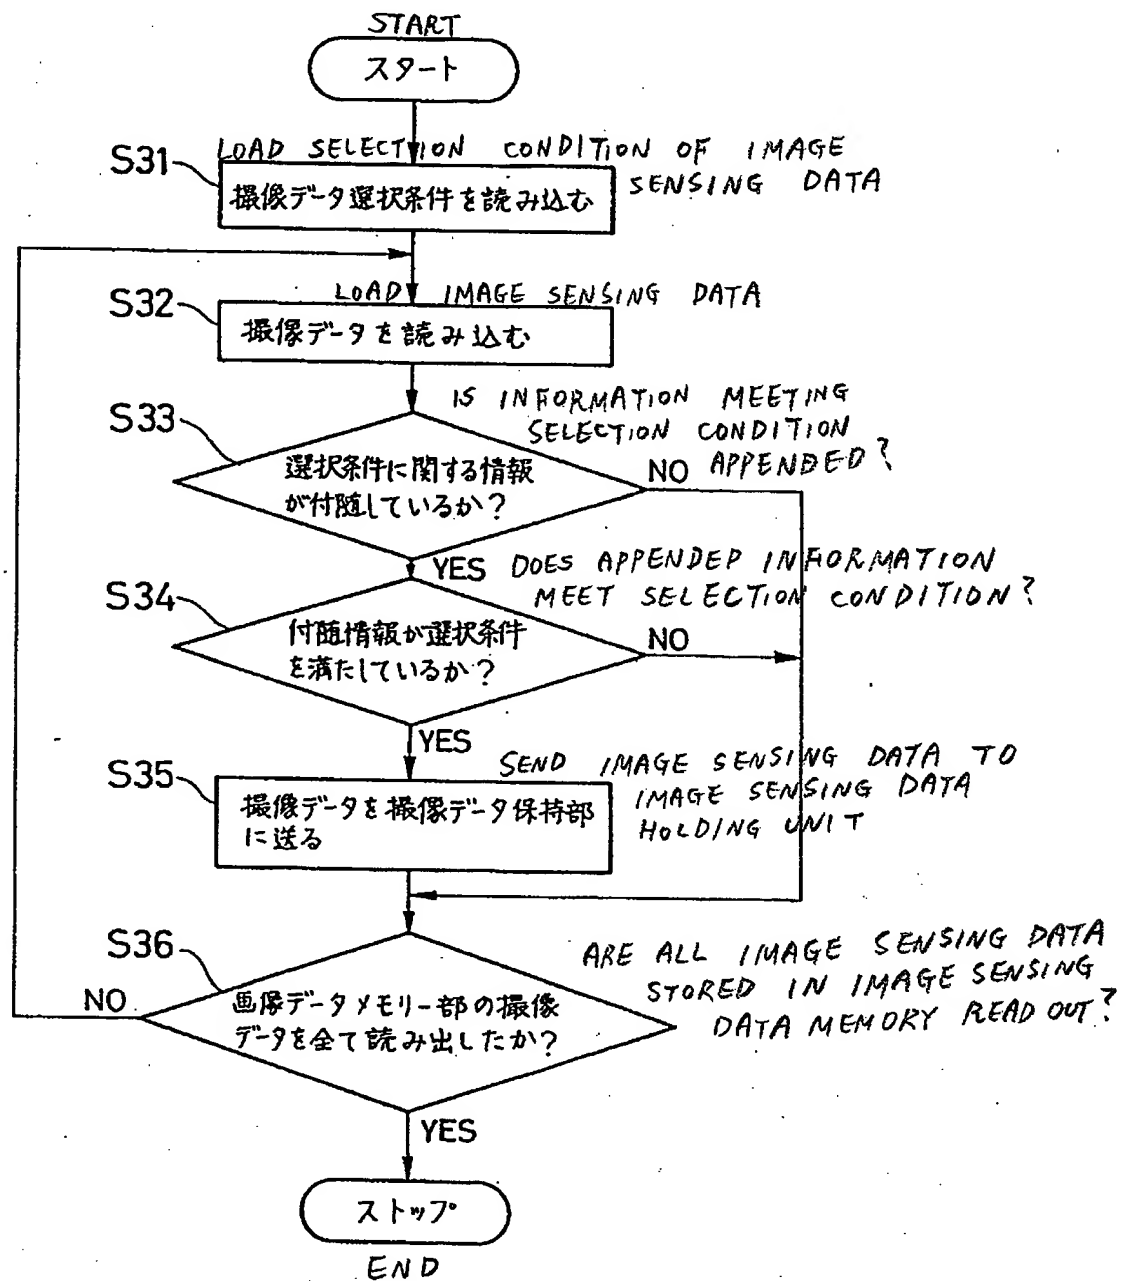 START
スタート
S31
LOAD SELECTION CONDITION OF IMAGE
SENSING DATA
撮像データ選択条件を読み込む
S32
LOAD IMAGE SENSING DATA
撮像データを読み込む
S33
IS INFORMATION MEETING
SELECTION CONDITION
APPENDED?
選択条件に関する情報
が付随しているか?
NO
YES
S34
DOES APPENDED INFORMATION
MEET SELECTION CONDITION?
付随情報が選択条件
を満たしているか?
NO
YES
S35
SEND IMAGE SENSING DATA TO
IMAGE SENSING DATA
HOLDING UNIT
撮像データを撮像データ保持部
に送る
S36
ARE ALL IMAGE SENSING DATA
STORED IN IMAGE SENSING
DATA MEMORY READ OUT?
NO
画像データメモリー部の撮像
データを全て読み出したか?
YES
ストップ
END